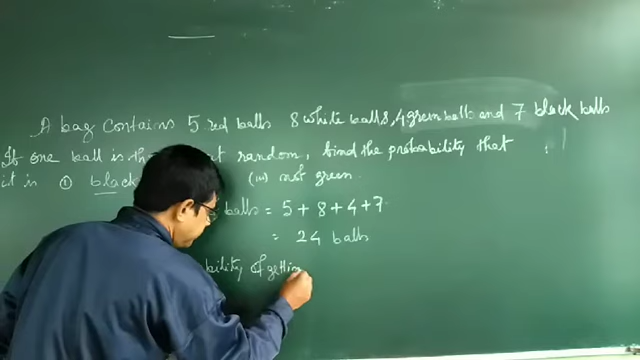 A bag contains 5 red balls 8 white balls, 4 green balls and 7 black balls
If one ball is at random, find the probability that
it is (i) black (iii) not green.
balls = 5 + 8 + 4 + 7
= 24 balls
bility of getting